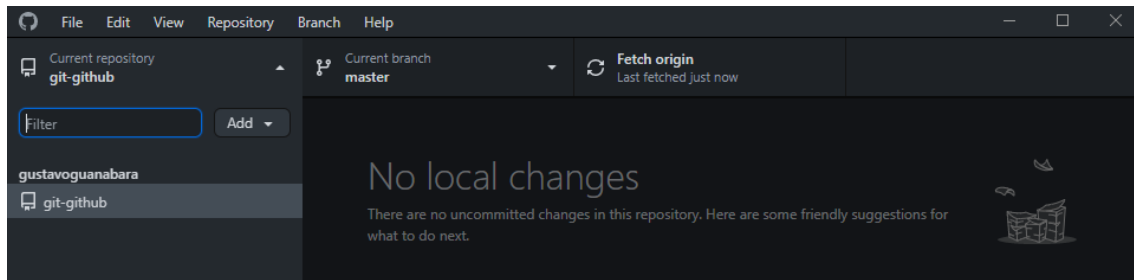 File Edit View Repository Branch Help
Current repository
git-github
Current branch
master
Fetch origin
Last fetched just now
Filter
Add
gustavoguanabara
git-github
No local changes
There are no uncommitted changes in this repository. Here are some friendly suggestions for
what to do next.